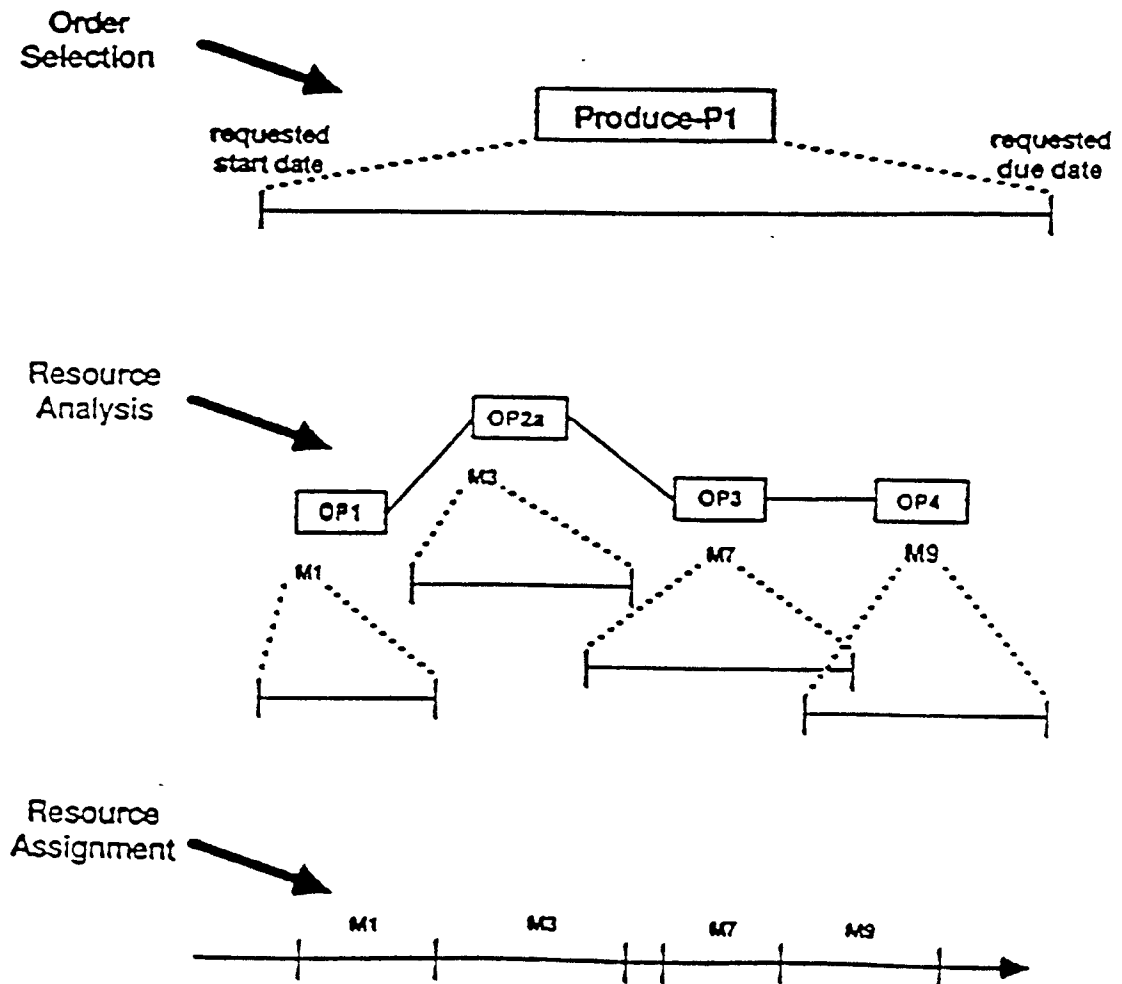 Order
Selection
Produce-P1
requested
start date
requested
due date
Resource
Analysis
OP2a
M3
OP1
OP3
OP4
M1
M7
M9
Resource
Assignment
M1
M3
M7
M9